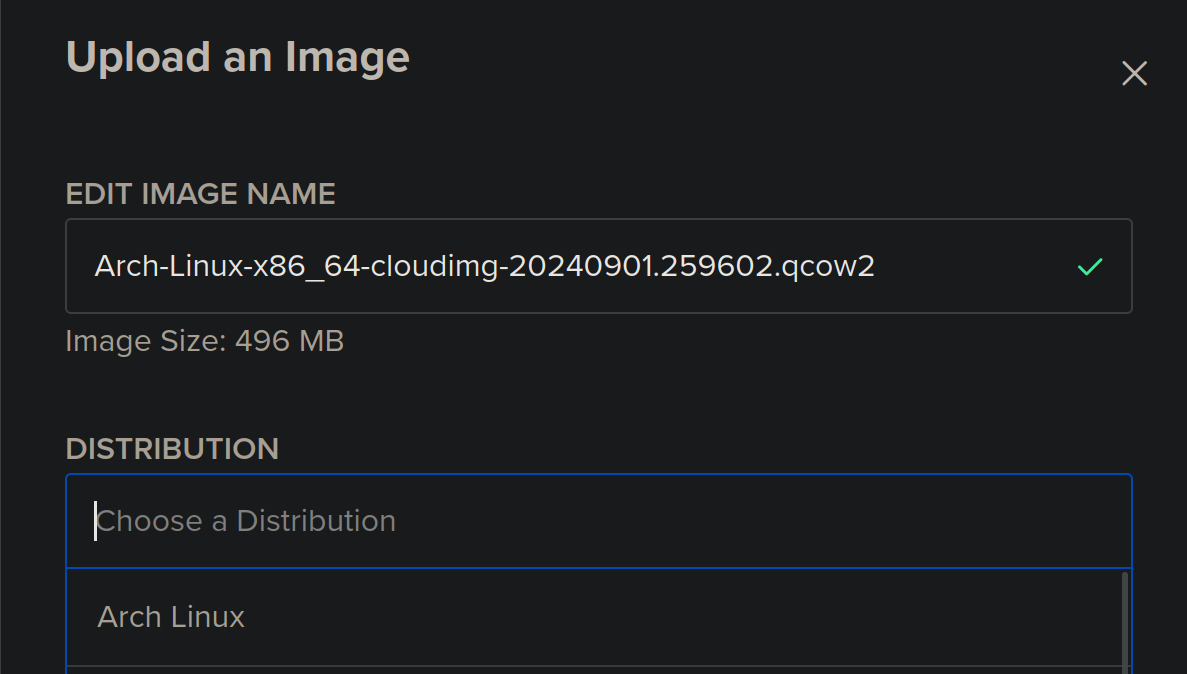 Upload an Image
EDIT IMAGE NAME
Arch-Linux-x86_64-cloudimg-20240901.259602.qcow2
Image Size: 496 MB
DISTRIBUTION
Choose a Distribution
Arch Linux